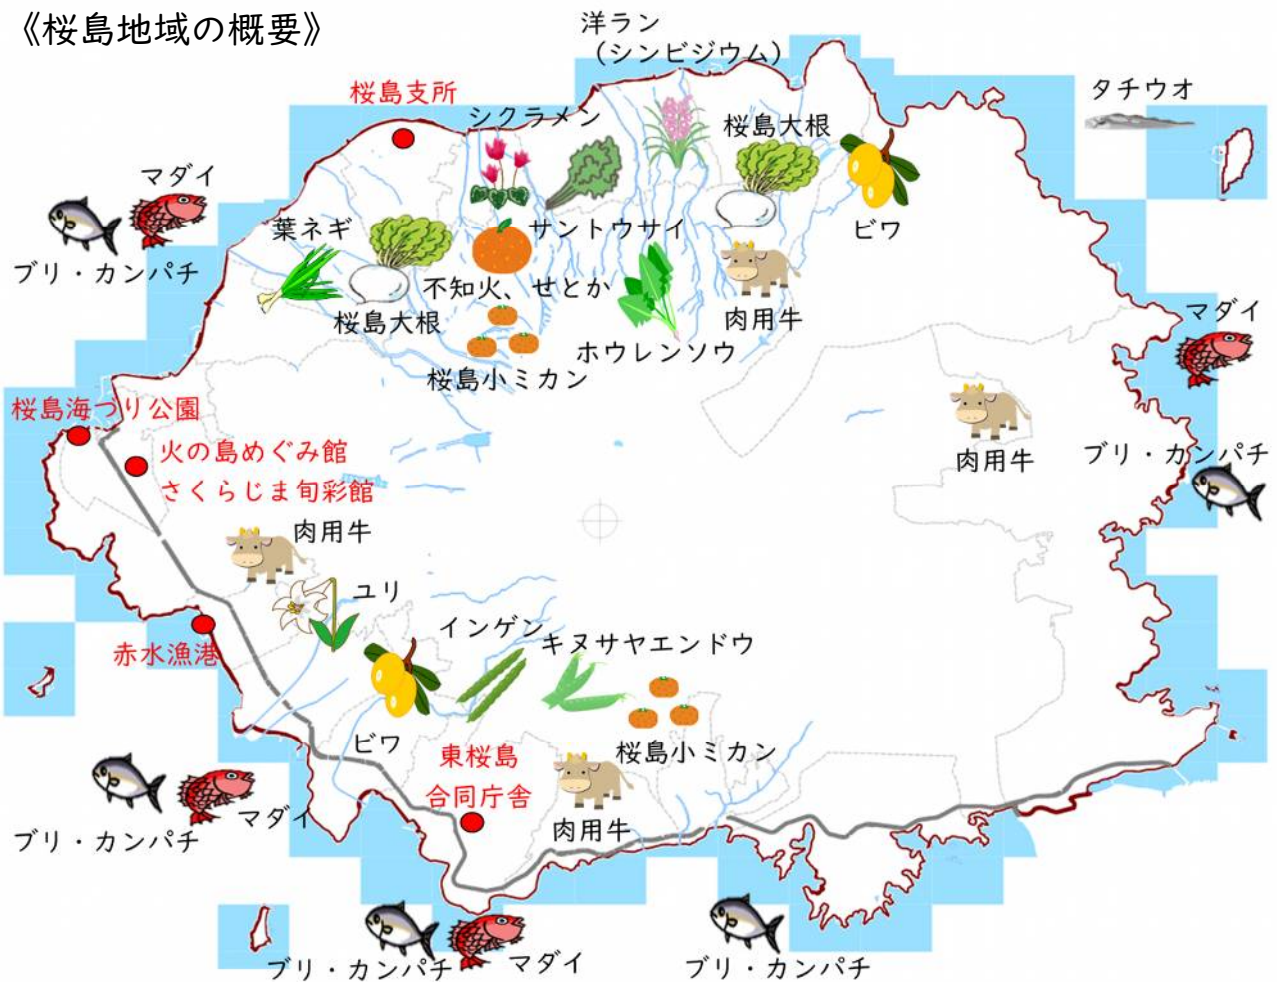 《桜島地域の概要》
洋ラン
(シンビジウム)
桜島支所
シクラメン
桜島大根
タチウオ
マダイ
ブリ・カンパチ
葉ネギ
サントウサイ
ビワ
不知火、せとか
桜島大根
肉用牛
ホウレンソウ
桜島小ミカン
マダイ
桜島海づり公園
火の島めぐみ館
さくらじま旬彩館
肉用牛
ブリ・カンパチ
肉用牛
ユリ
インゲン
キヌサヤエンドウ
赤水漁港
ビワ
東桜島
合同庁舎
桜島小ミカン
肉用牛
マダイ
ブリ・カンパチ
ブリ・カンパチ
マダイ
ブリ・カンパチ